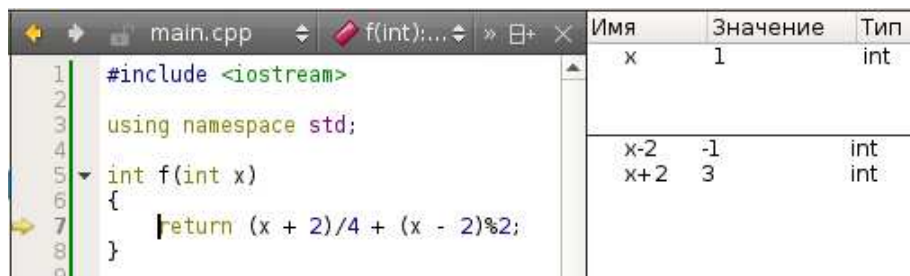 main.cpp f(int):...
Имя Значение Тип
x 1 int
x-2 -1 int
x+2 3 int
1 #include <iostream>
2
3 using namespace std;
4
5 int f(int x)
6 {
7 return (x + 2)/4 + (x - 2)%2;
8 }
9